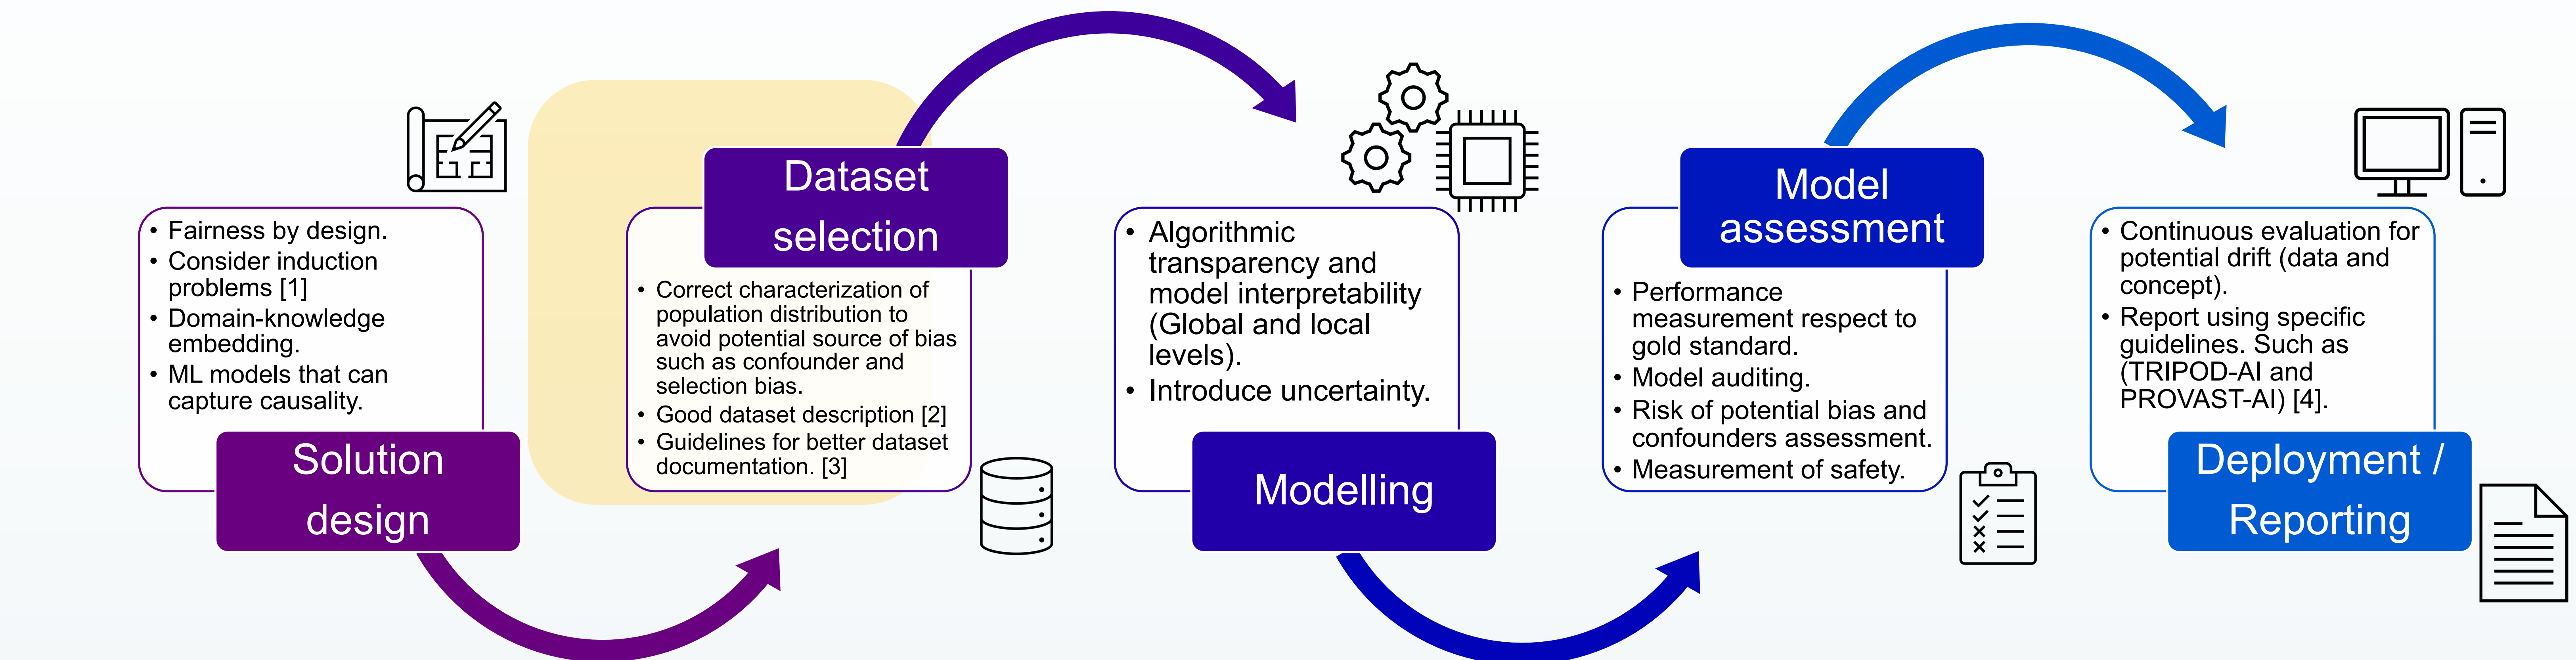 • Fairness by design.
• Consider induction
problems [1]
• Domain-knowledge
embedding.
• ML models that can
capture causality.
Solution
design
Dataset
selection
• Correct characterization of
population distribution to
avoid potential source of bias
such as confounder and
selection bias.
• Good dataset description [2]
• Guidelines for better dataset
documentation. [3]
• Algorithmic
transparency and
model interpretability
(Global and local
levels).
• Introduce uncertainty.
Modelling
Model
assessment
• Performance
measurement respect to
gold standard.
• Model auditing.
• Risk of potential bias and
confounders assessment.
• Measurement of safety.
• Continuous evaluation for
potential drift (data and
concept).
• Report using specific
guidelines. Such as
(TRIPOD-AI and
PROVAST-AI) [4].
Deployment /
Reporting